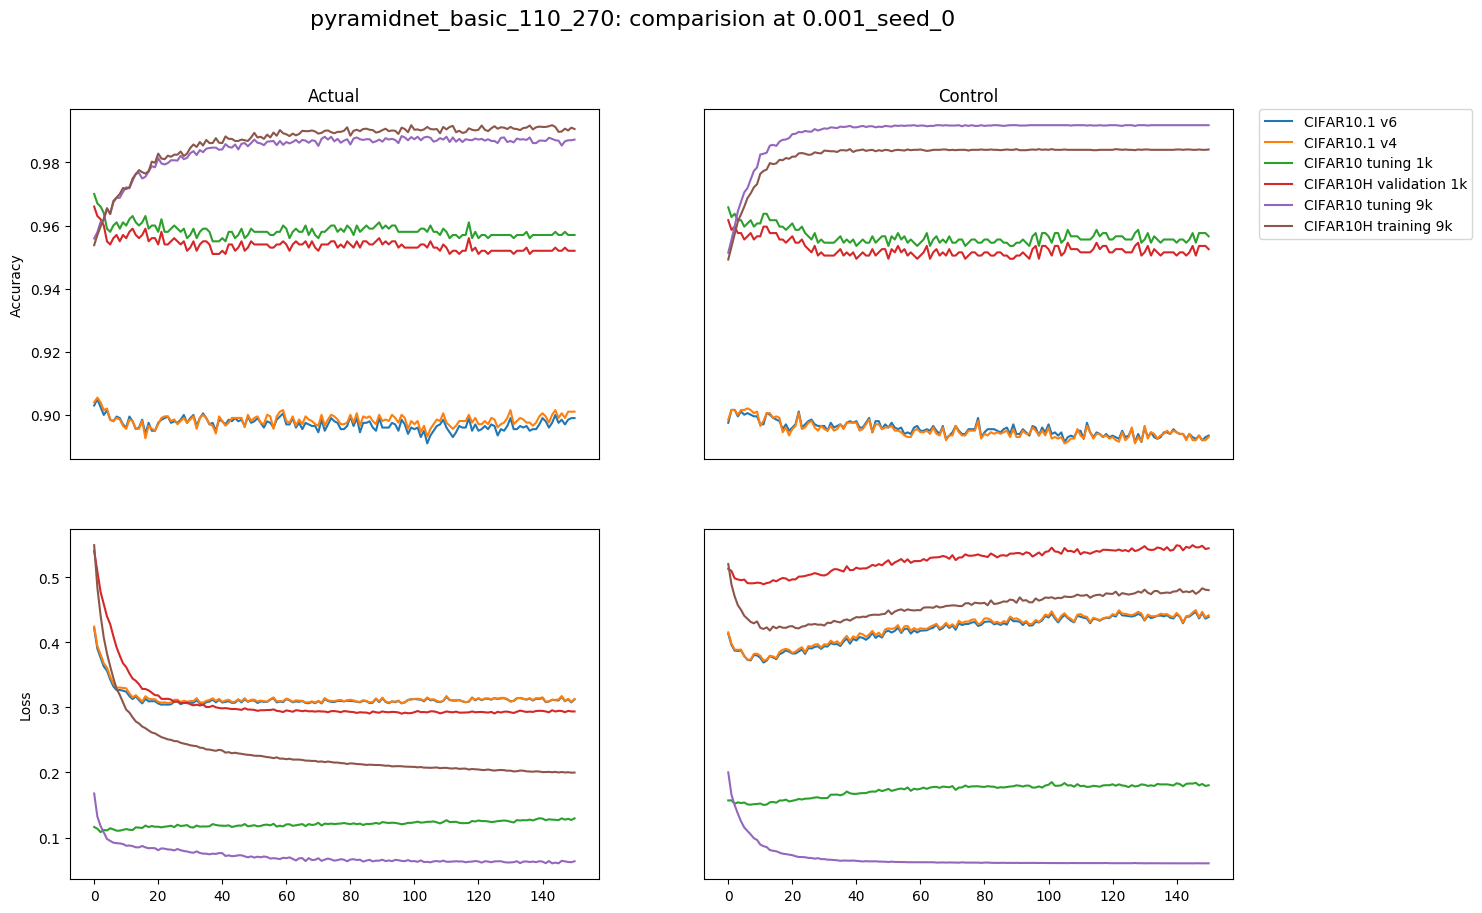 pyramidnet_basic_110_270: comparision at 0.001_seed_0
Actual
Control
CIFAR10.1 v6
CIFAR10.1 v4
CIFAR10 tuning 1k
CIFAR10H validation 1k
CIFAR10 tuning 9k
CIFAR10H training 9k
Accuracy
0.98
0.96
0.94
0.92
0.90
Loss
0.5
0.4
0.3
0.2
0.1
0 20 40 60 80 100 120 140
0 20 40 60 80 100 120 140